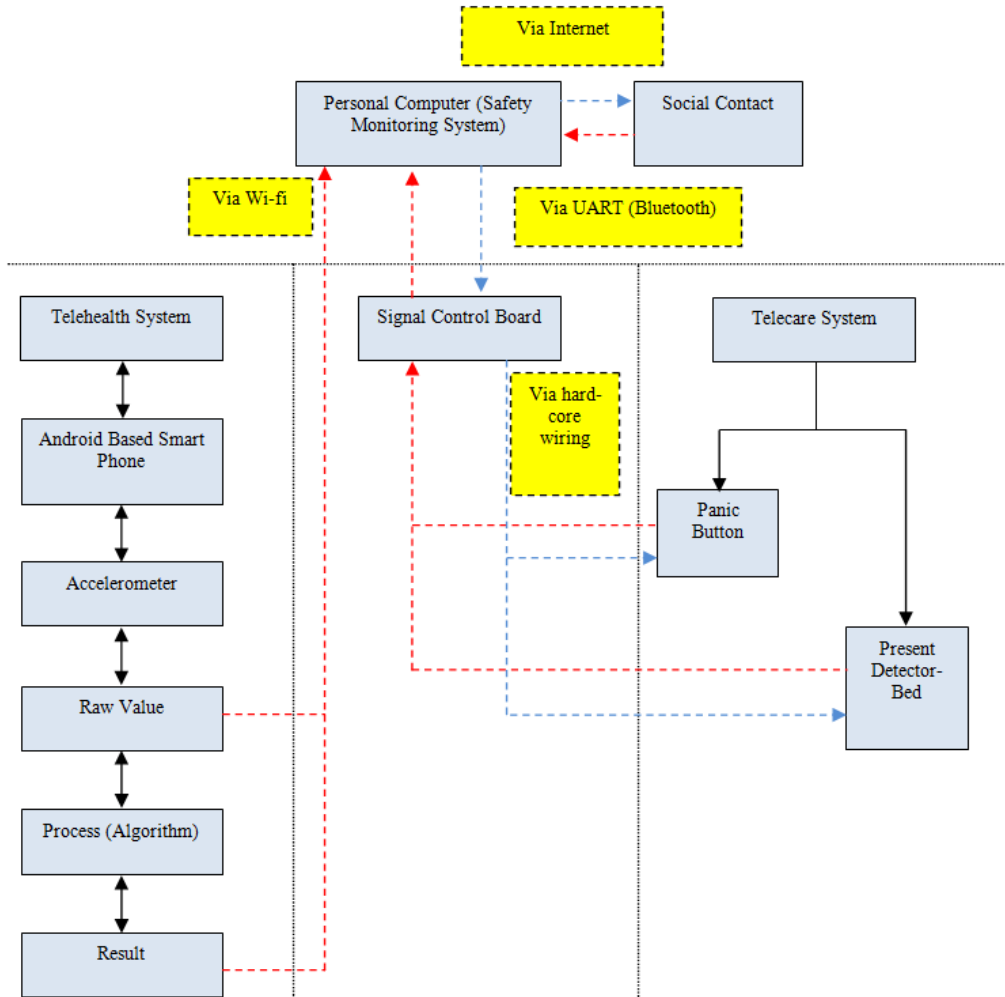 Via Internet
Personal Computer (Safety
Monitoring System)
Social Contact
Via Wi-fi
Via UART (Bluetooth)
Telehealth System
Signal Control Board
Telecare System
Via hard-
core
wiring
Android Based Smart
Phone
Panic
Button
Accelerometer
Present
Detector-
Bed
Raw Value
Process (Algorithm)
Result